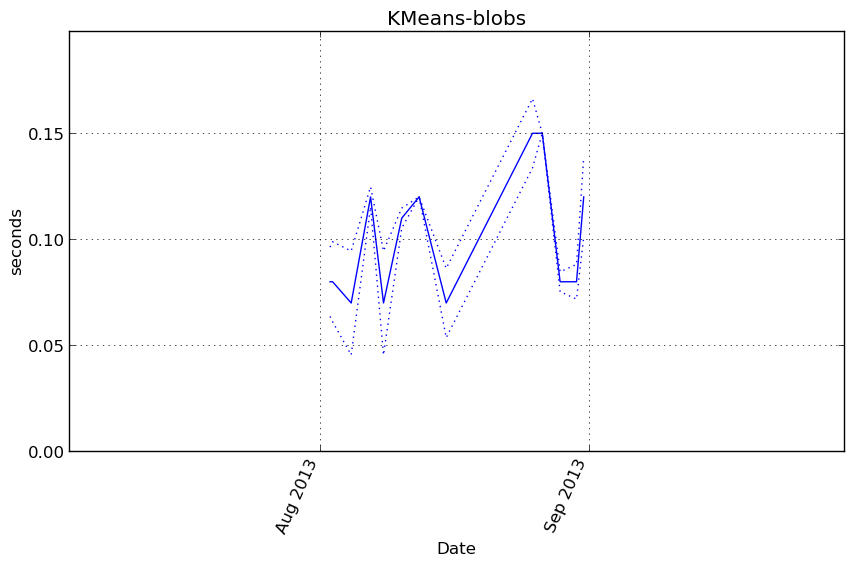 KMeans-blobs
seconds
0.15
0.10
0.05
0.00
Aug 2013
Sep 2013
Date